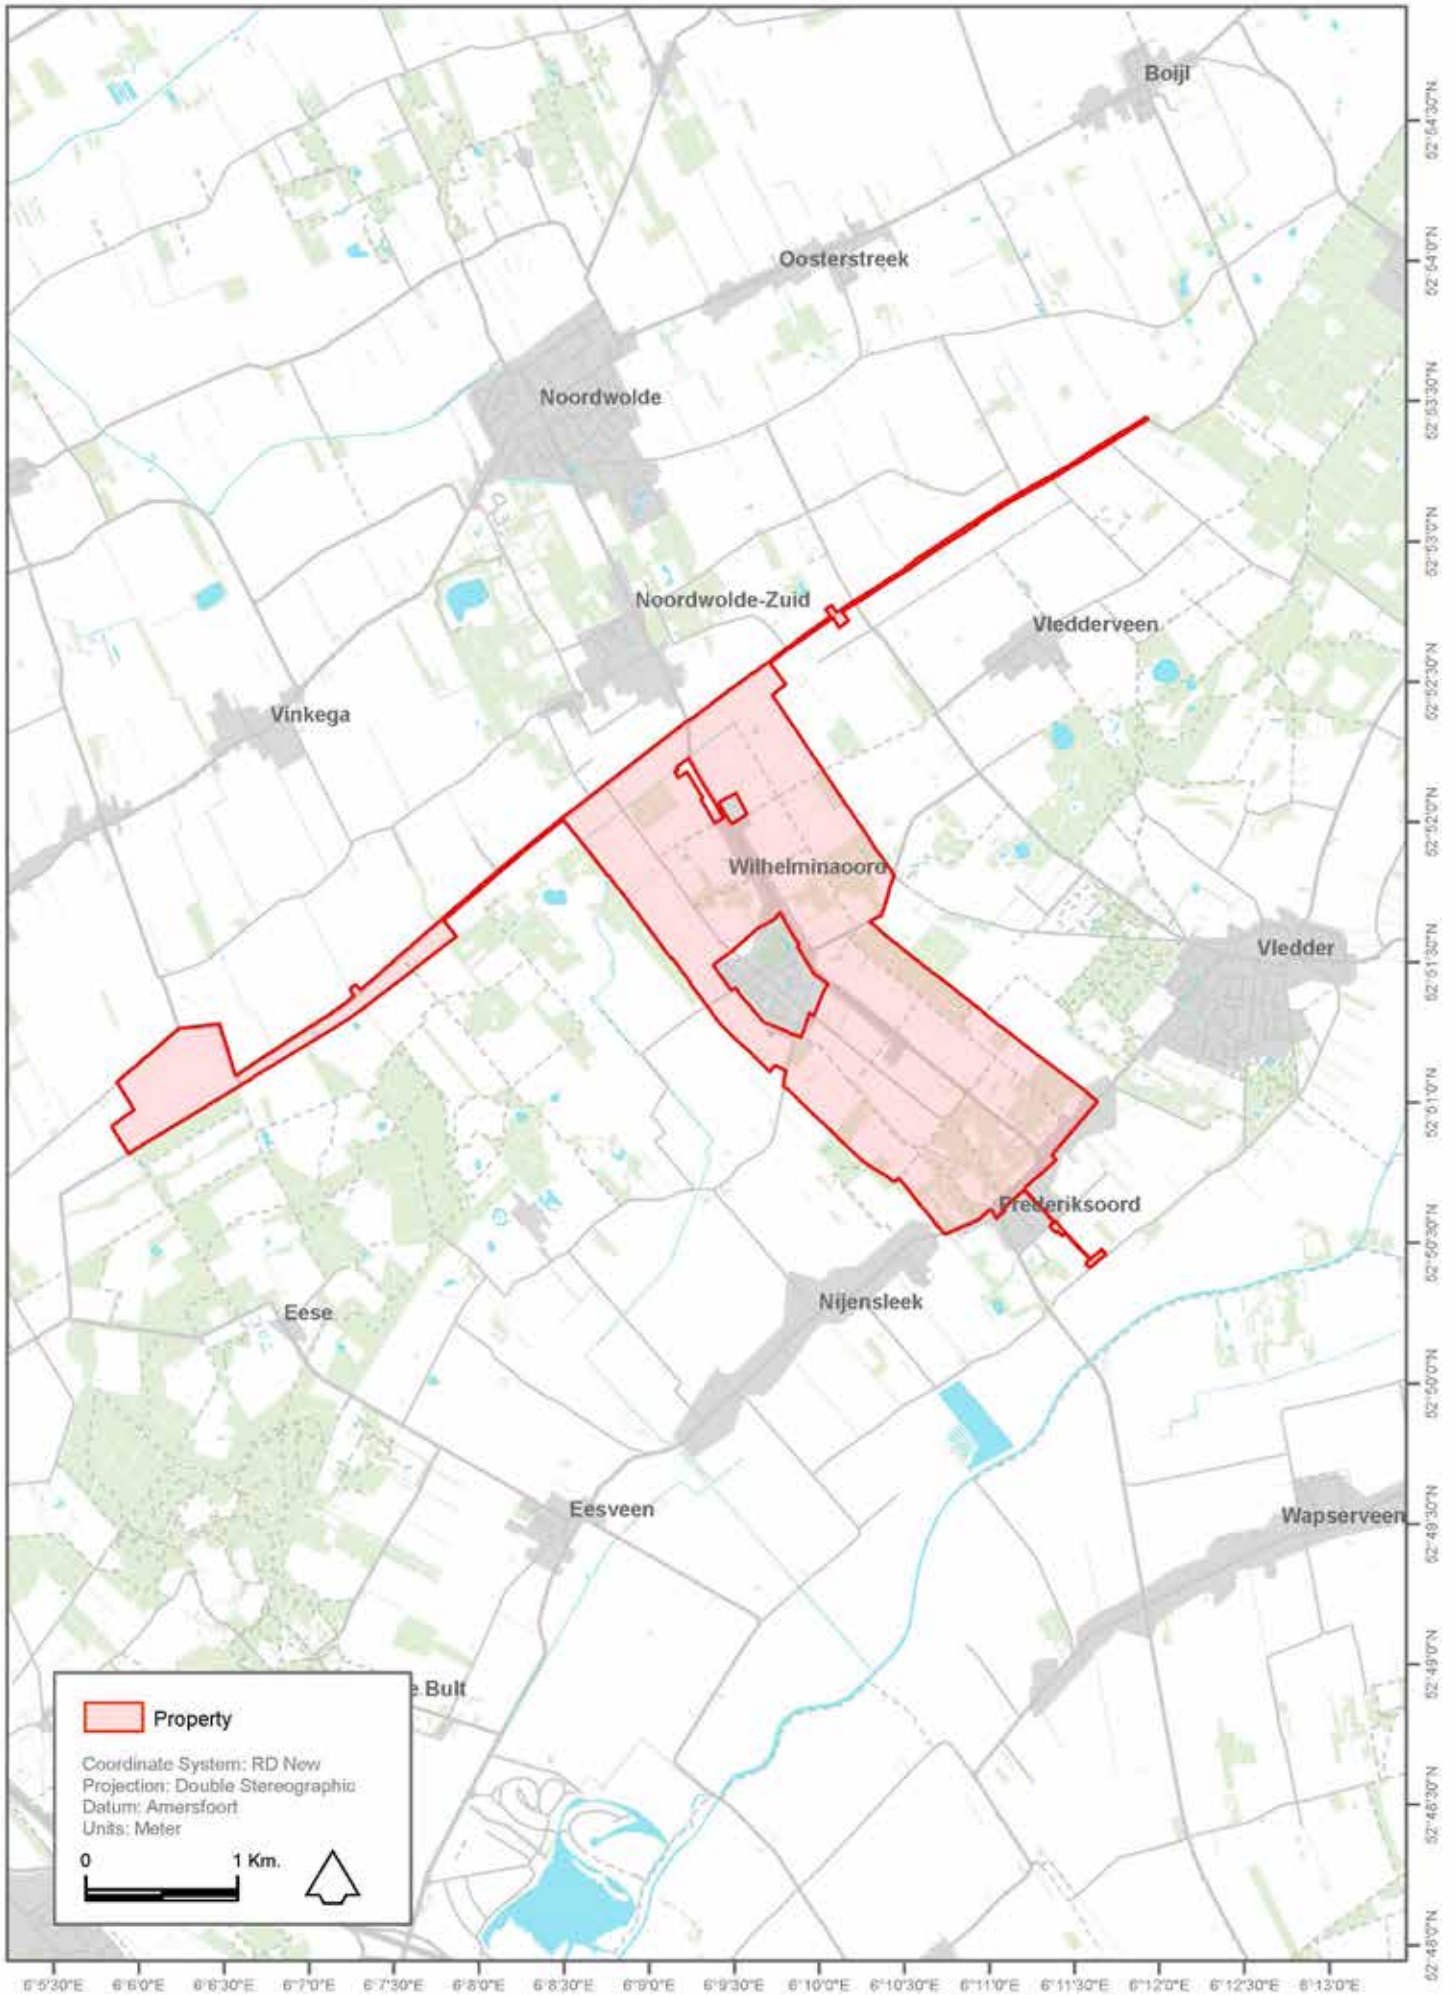 Boijl
52°54'30"N
Oosterstreek
52°54'0"N
Noordwolde
52°53'30"N
52°53'0"N
Noordwolde-Zuid
Vledderveen
52°52'30"N
Vinkega
52°52'0"N
Wilhelminaoord
Vledder
52°51'30"N
52°51'0"N
Frederiksoord
52°50'30"N
Nijensleek
Eese
52°50'0"N
Eesveen
Wapserveen
52°49'30"N
52°49'0"N
e Bult
Property
Coordinate System: RD New
Projection: Double Stereographic
Datum: Amersfoort
Units: Meter
0 1 Km.
52°48'30"N
52°48'0"N
6°5'30"E 6°6'0"E 6°6'30"E 6°7'0"E 6°7'30"E 6°8'0"E 6°8'30"E 6°9'0"E 6°9'30"E 6°10'0"E 6°10'30"E 6°11'0"E 6°11'30"E 6°12'0"E 6°12'30"E 6°13'0"E